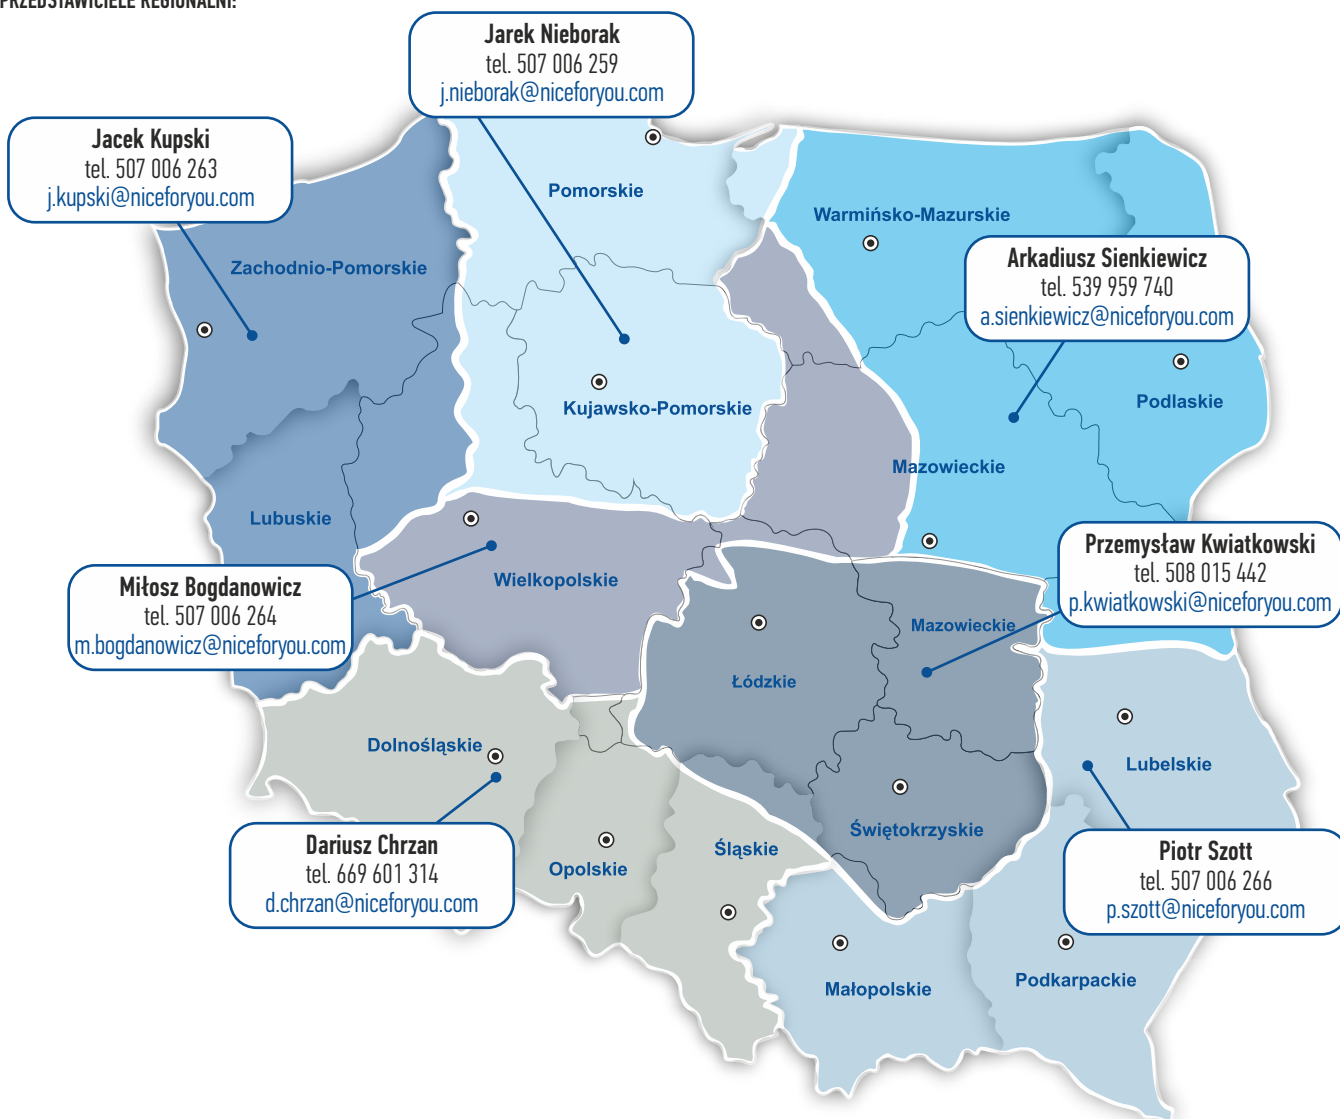 PRZEDSTAWICIELE REGIONALNI:
Jarek Nieborak
tel. 507 006 259
j.nieborak@niceforyou.com
Jacek Kupski
tel. 507 006 263
j.kupski@niceforyou.com
Pomorskie
Warmińsko-Mazurskie
Zachodnio-Pomorskie
Arkadiusz Sienkiewicz
tel. 539 959 740
a.sienkiewicz@niceforyou.com
Kujawsko-Pomorskie
Podlaskie
Mazowieckie
Lubuskie
Przemysław Kwiatkowski
tel. 508 015 442
p.kwiatkowski@niceforyou.com
Miłosz Bogdanowicz
tel. 507 006 264
m.bogdanowicz@niceforyou.com
Wielkopolskie
Mazowieckie
Łódzkie
Dolnośląskie
Lubelskie
Dariusz Chrzan
tel. 669 601 314
d.chrzan@niceforyou.com
Opolskie
Śląskie
Świętokrzyskie
Piotr Szott
tel. 507 006 266
p.szott@niceforyou.com
Małopolskie
Podkarpackie